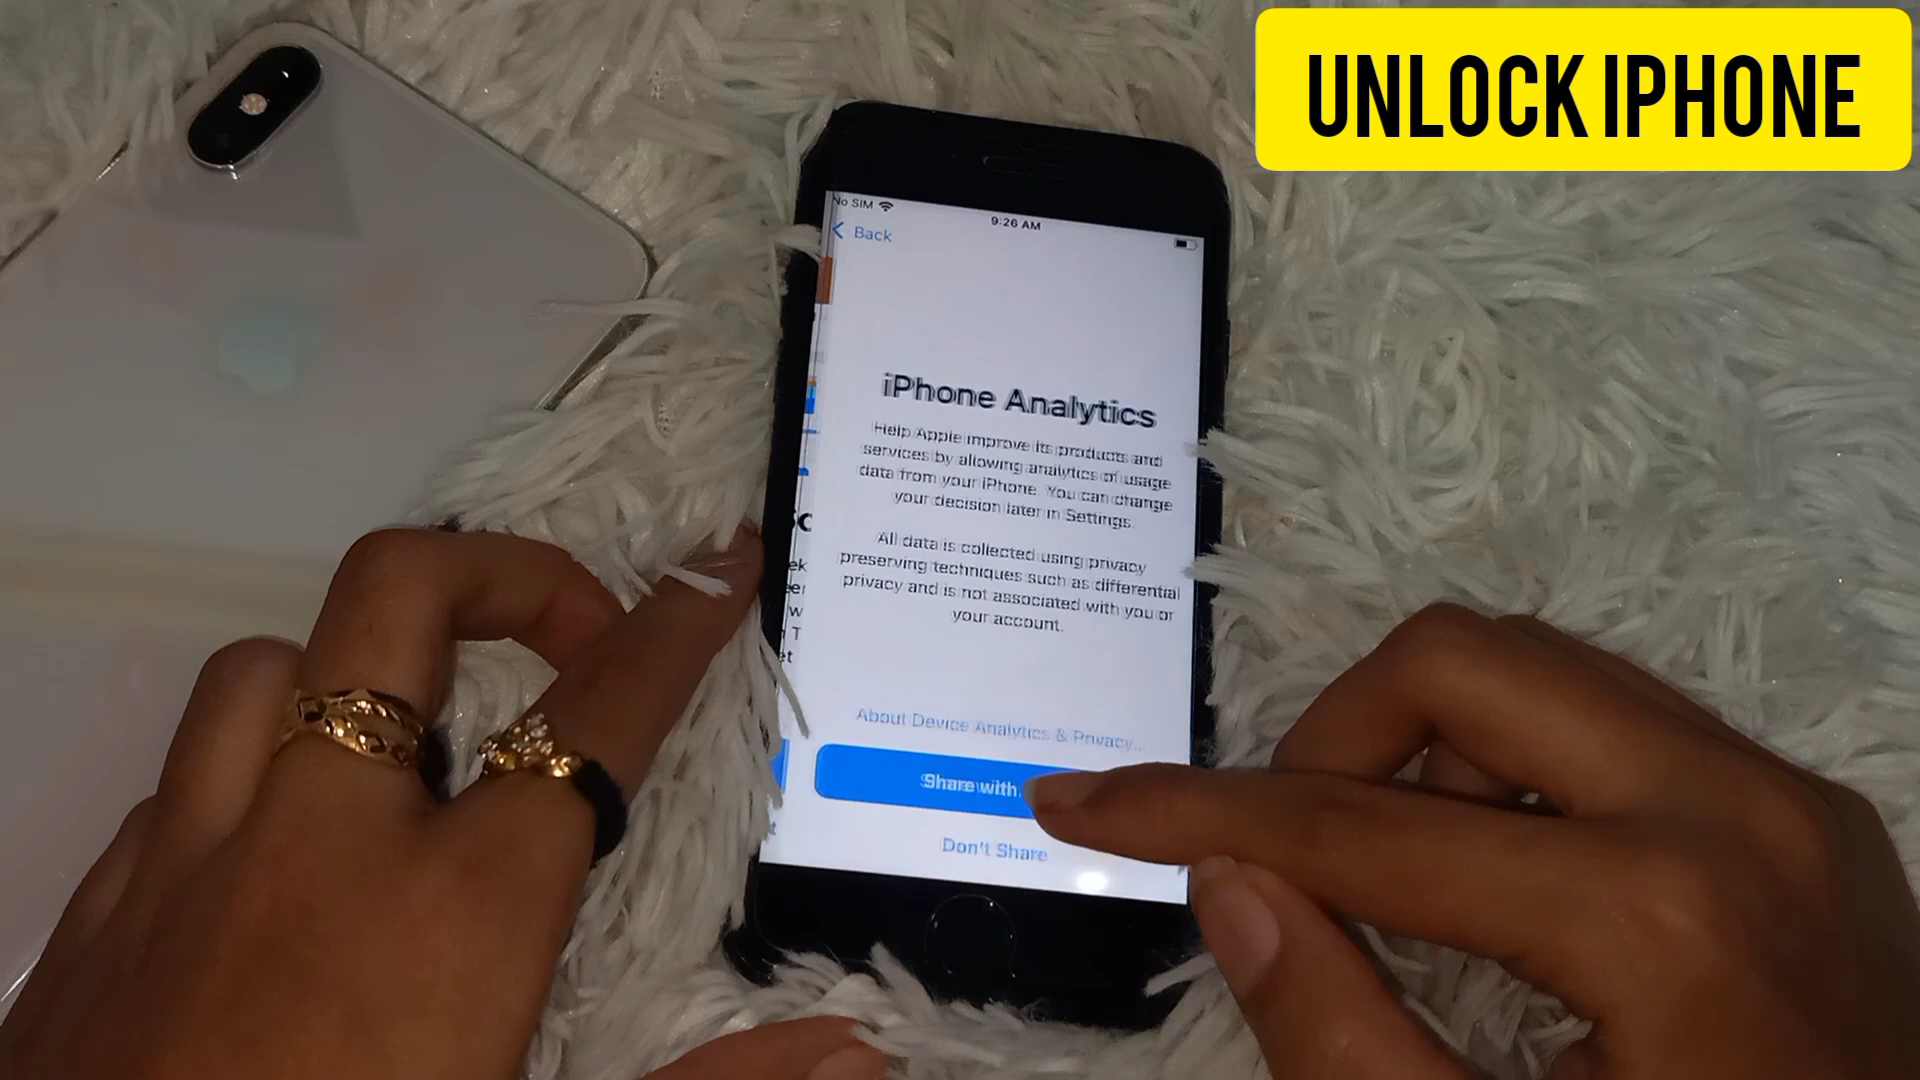 UNLOCK IPHONE
No SIM
9:26 AM
Back
iPhone Analytics
Help Apple improve its products and
services by allowing analytics of usage
data from your iPhone. You can change
your decision later in Settings.
All data is collected using privacy
preserving techniques such as differential
privacy and is not associated with you or
your account.
About Device Analytics & Privacy...
Share with
Don't Share